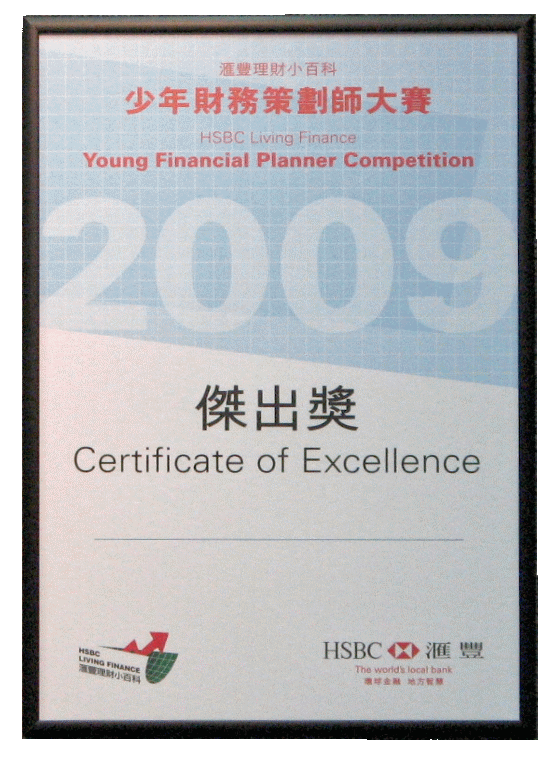 滙豐理財小百科
少年財務策劃師大賽
HSBC Living Finance
Young Financial Planner Competition
2009
傑出獎
Certificate of Excellence
HSBC
LIVING FINANCE
滙豐理財小百科
HSBC 滙豐
The world's local bank
環球金融 地方智慧